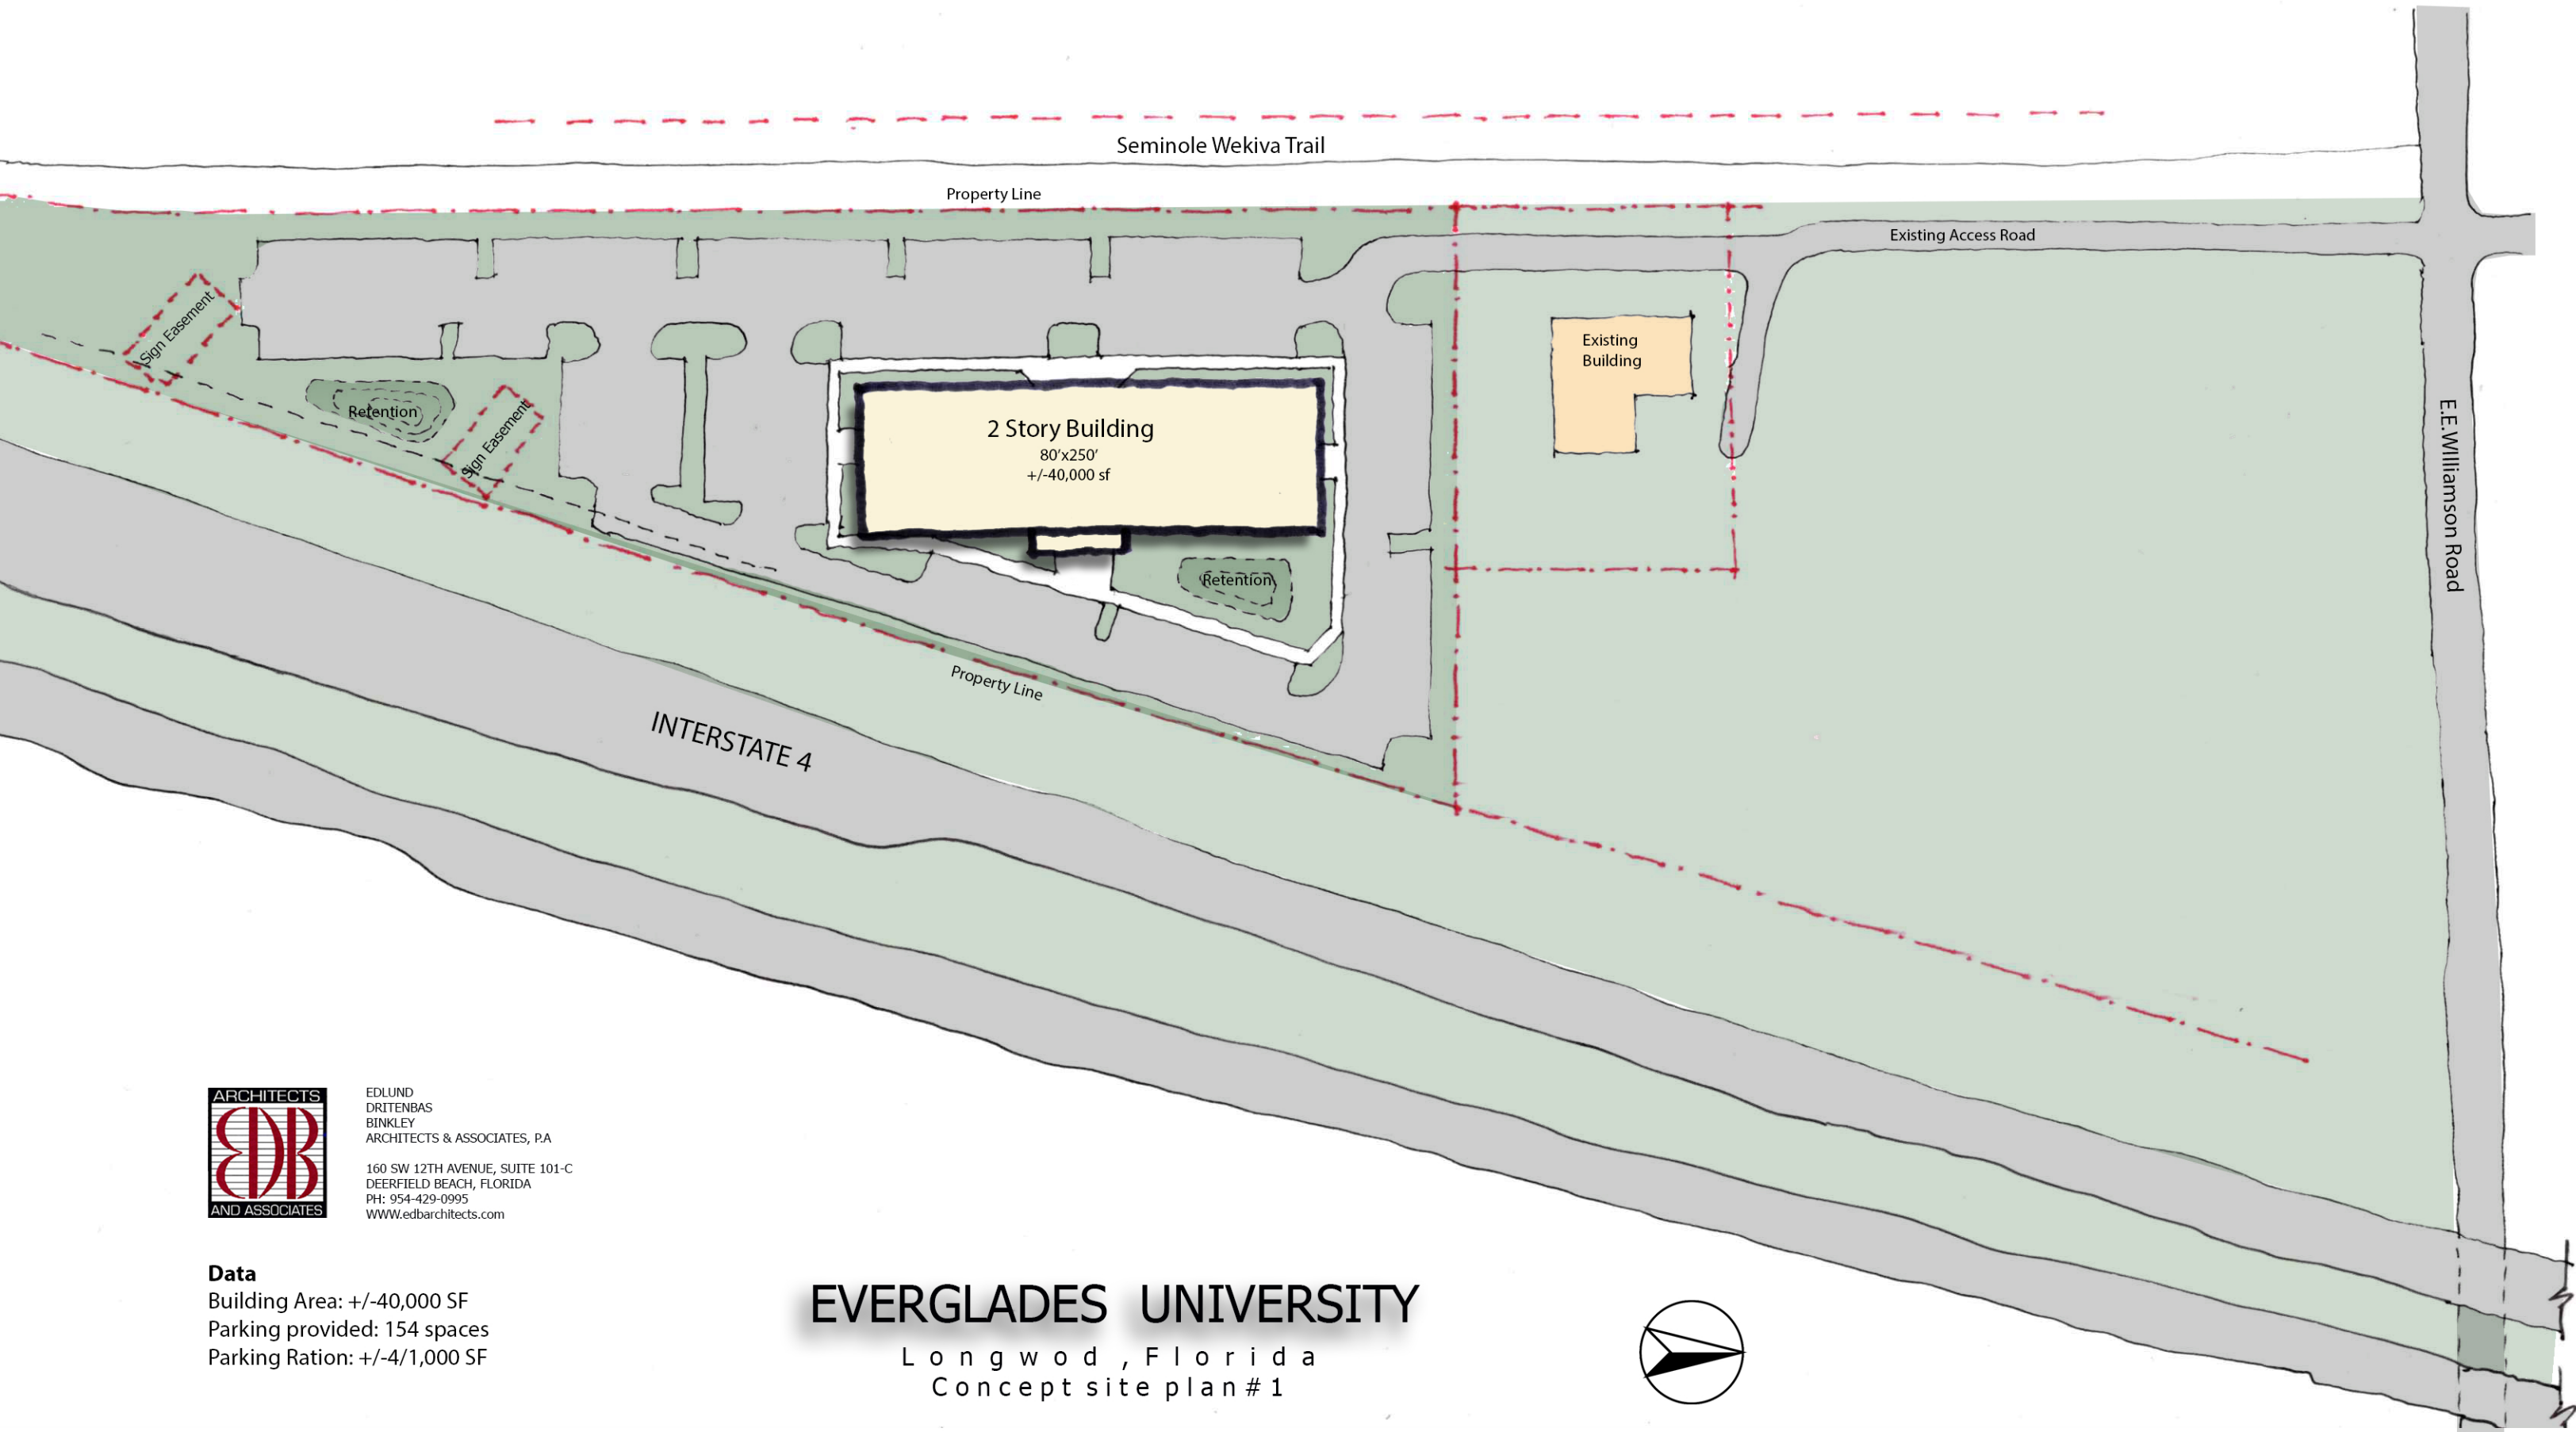 Seminole Wekiva Trail
Property Line
Existing Access Road
Sign Easement
Existing
Building
Retention
Sign Easement
2 Story Building
80'x250'
+/-40,000 sf
E.E.WIlliamson Road
Retention
Property Line
INTERSTATE 4
ARCHITECTS
EDB
AND ASSOCIATES
EDLUND
DRITENBAS
BINKLEY
ARCHITECTS & ASSOCIATES, P.A
160 SW 12TH AVENUE, SUITE 101-C
DEERFIELD BEACH, FLORIDA
PH: 954-429-0995
WWW.edbarchitects.com
Data
Building Area: +/-40,000 SF
Parking provided: 154 spaces
Parking Ration: +/-4/1,000 SF
EVERGLADES UNIVERSITY
Longwod , Florida
Concept site plan # 1